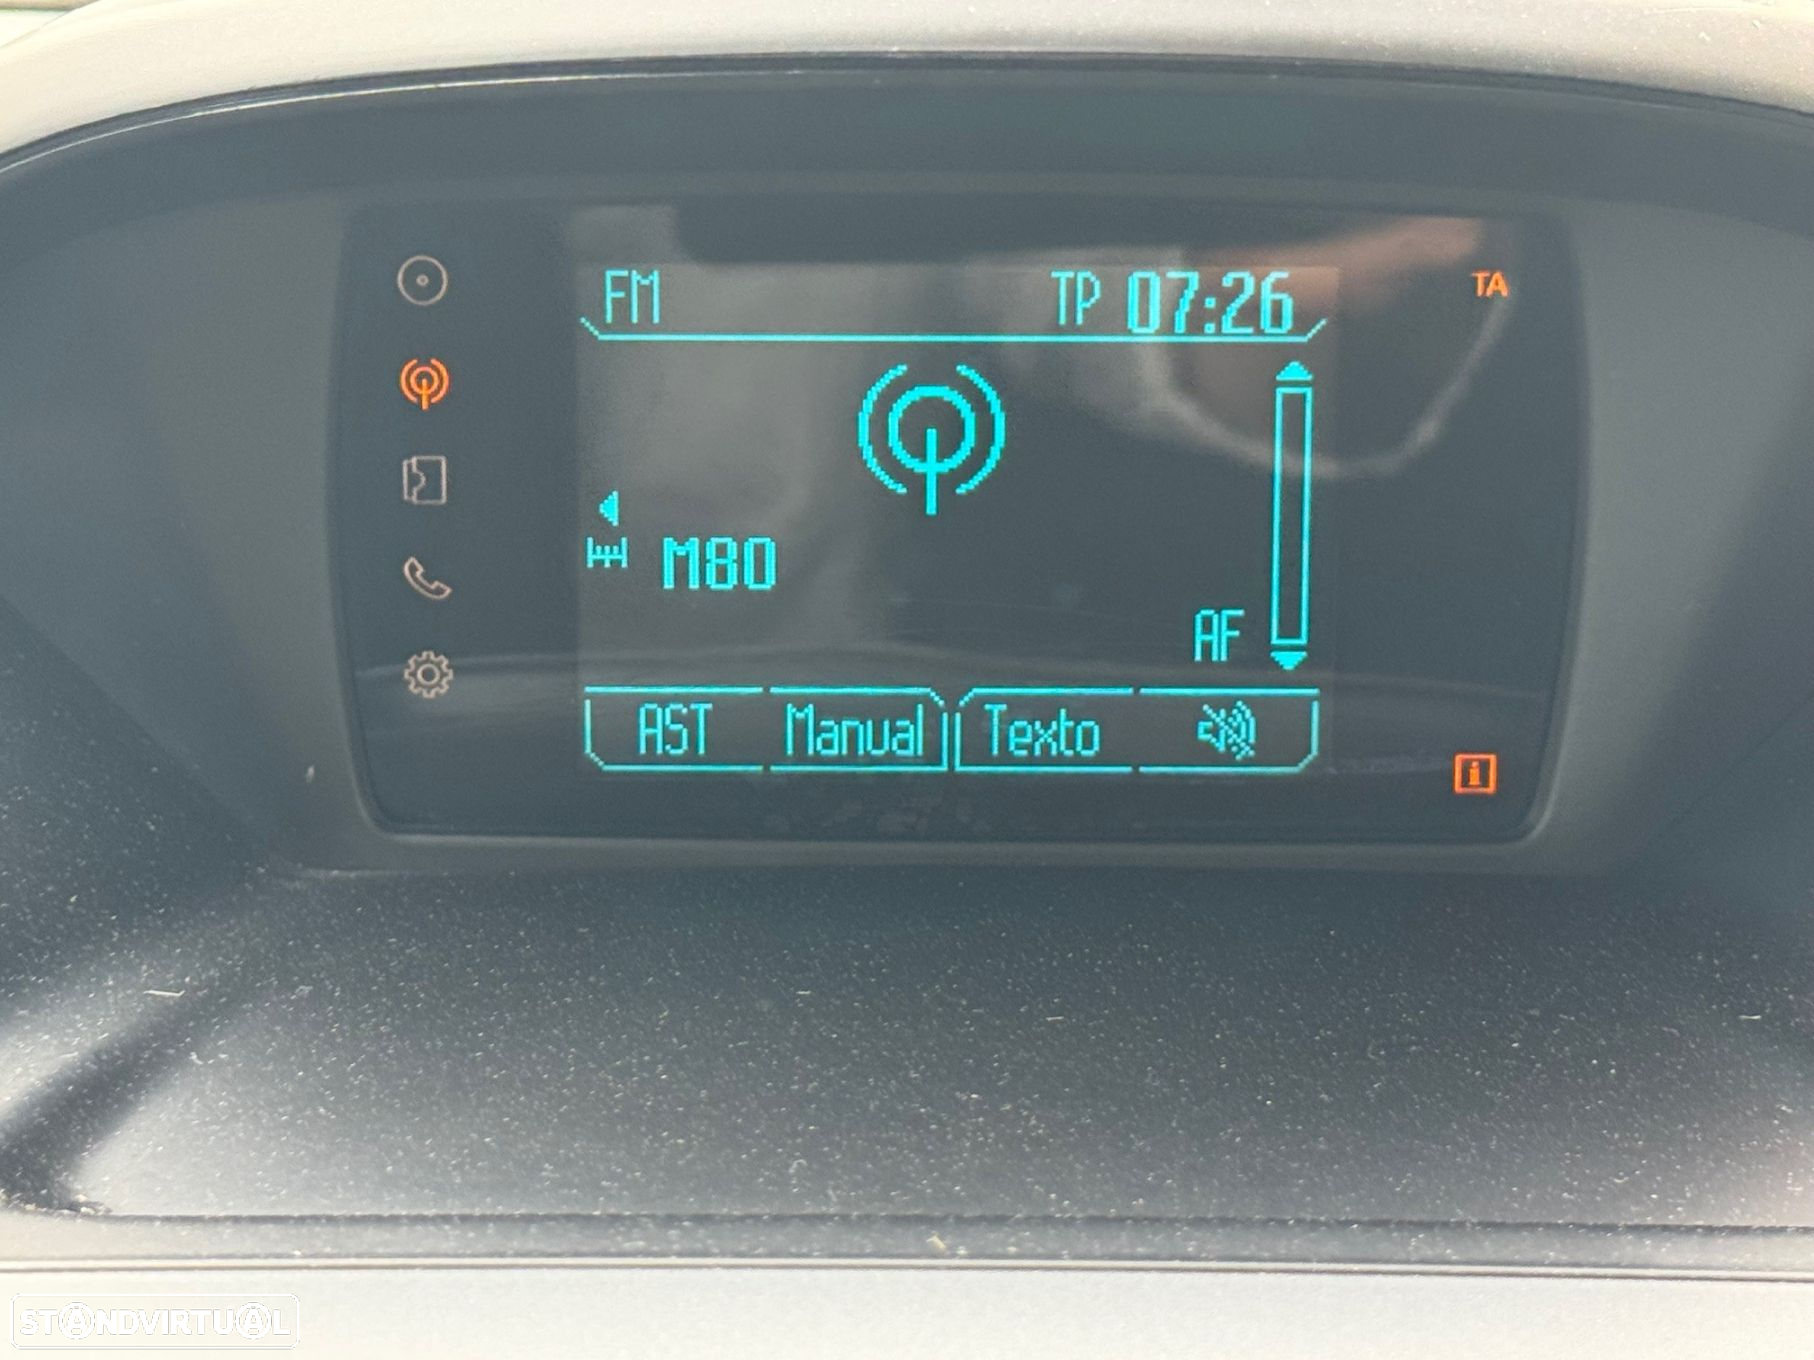 FM TP 07:26 TA
M80
AF
AST Manual Texto
STANDVIRTUAL